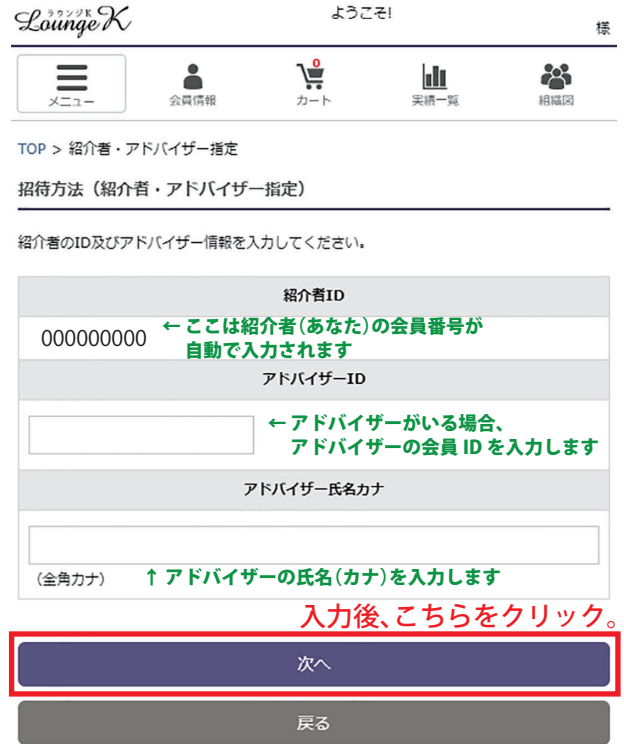 ラウンジK
Lounge K
ようこそ!
様
メニュー
会員情報
0
カート
実績一覧
組織図
TOP > 紹介者・アドバイザー指定
招待方法（紹介者・アドバイザー指定）
紹介者のID及びアドバイザー情報を入力してください。
紹介者ID
000000000
←ここは紹介者（あなた）の会員番号が
自動で入力されます
アドバイザーID
←アドバイザーがいる場合、
アドバイザーの会員 ID を入力します
アドバイザー氏名カナ
（全角カナ）
↑ アドバイザーの氏名（カナ）を入力します
入力後、こちらをクリック。
次へ
戻る